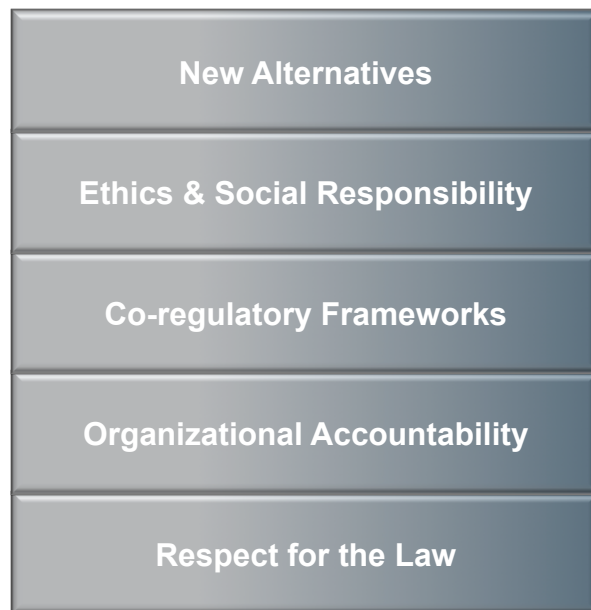 New Alternatives
Ethics & Social Responsibility
Co-regulatory Frameworks
Organizational Accountability
Respect for the Law